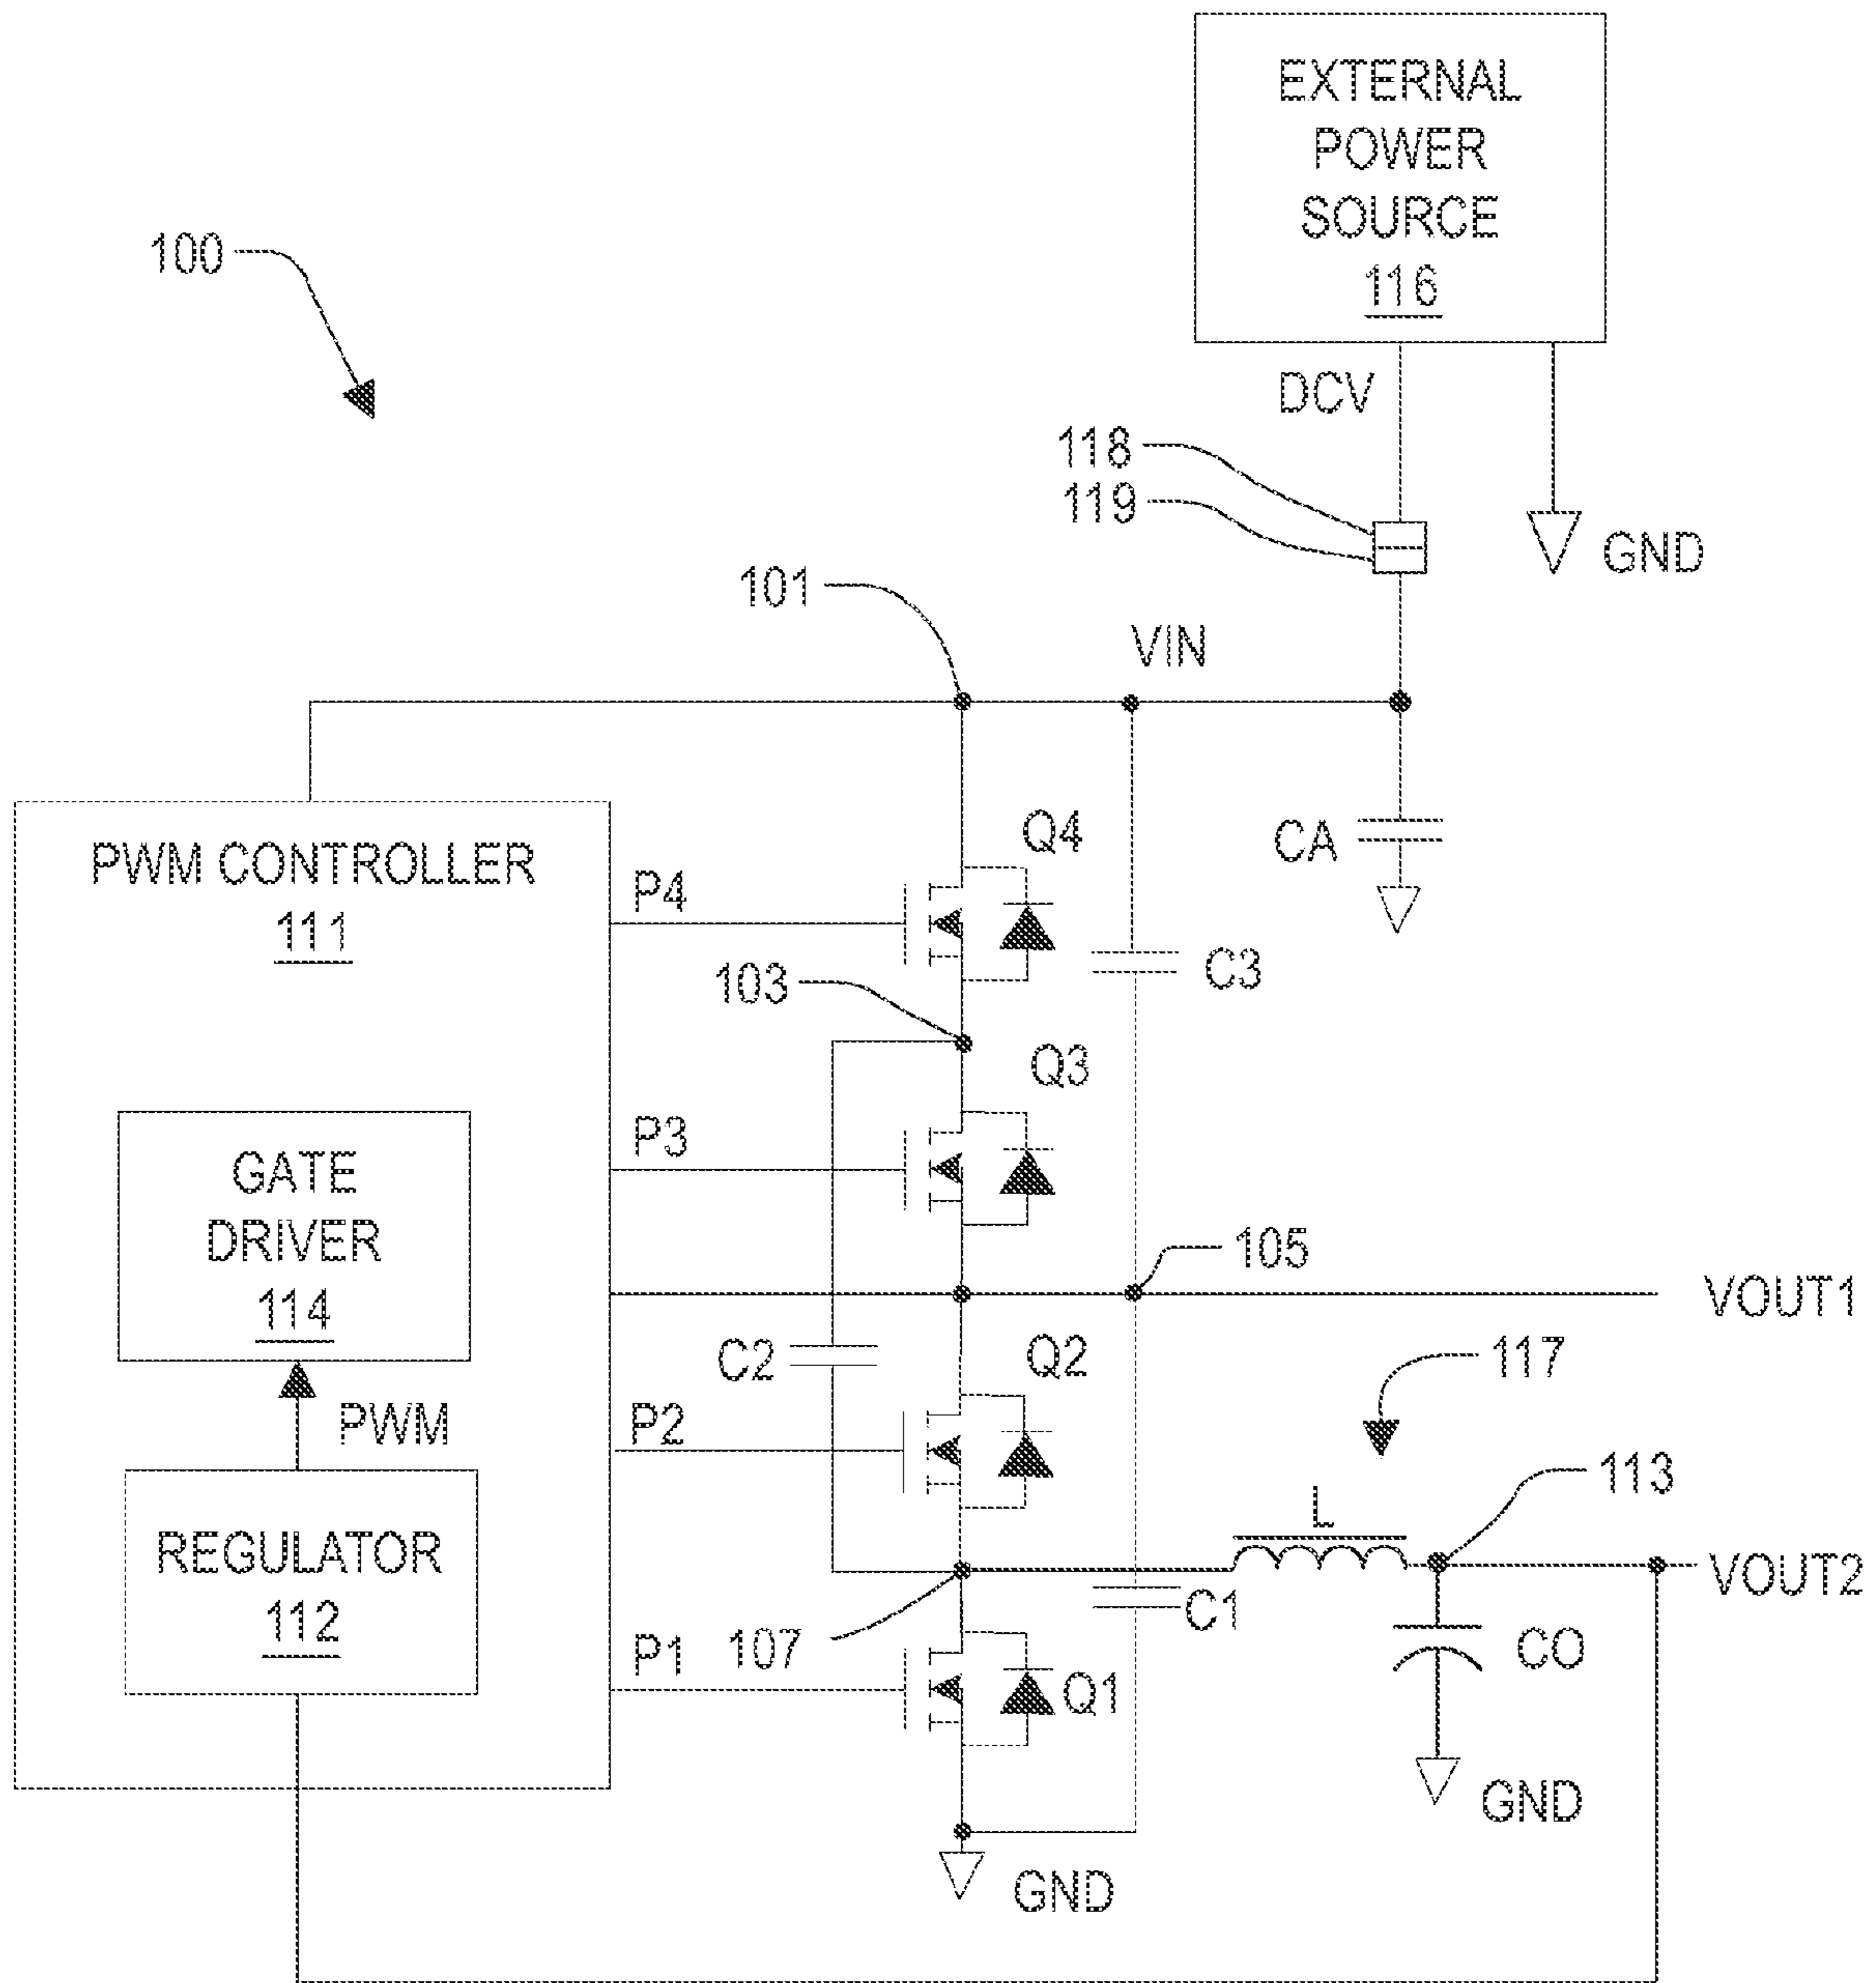 EXTERNAL
POWER
SOURCE
116
100
DCV
118
119
GND
101
VIN
PWM CONTROLLER
111
Q4
CA
P4
C3
103
Q3
P3
GATE
DRIVER
114
105
VOUT1
C2
Q2
117
PWM
P2
113
L
REGULATOR
112
VOUT2
C1
P1
107
Q1
CO
GND
GND